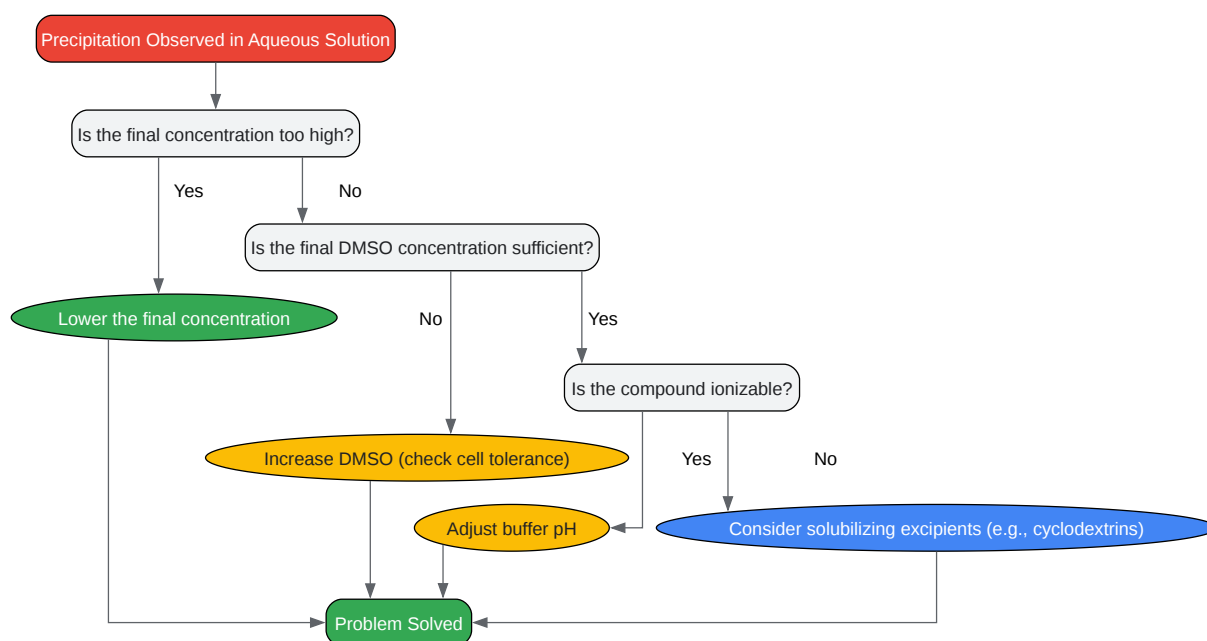 Precipitation Observed in Aqueous Solution
Is the final concentration too high?
Yes
No
Is the final DMSO concentration sufficient?
Lower the final concentration
No
Yes
Is the compound ionizable?
Increase DMSO (check cell tolerance)
Yes
No
Adjust buffer pH
Consider solubilizing excipients (e.g., cyclodextrins)
Problem Solved